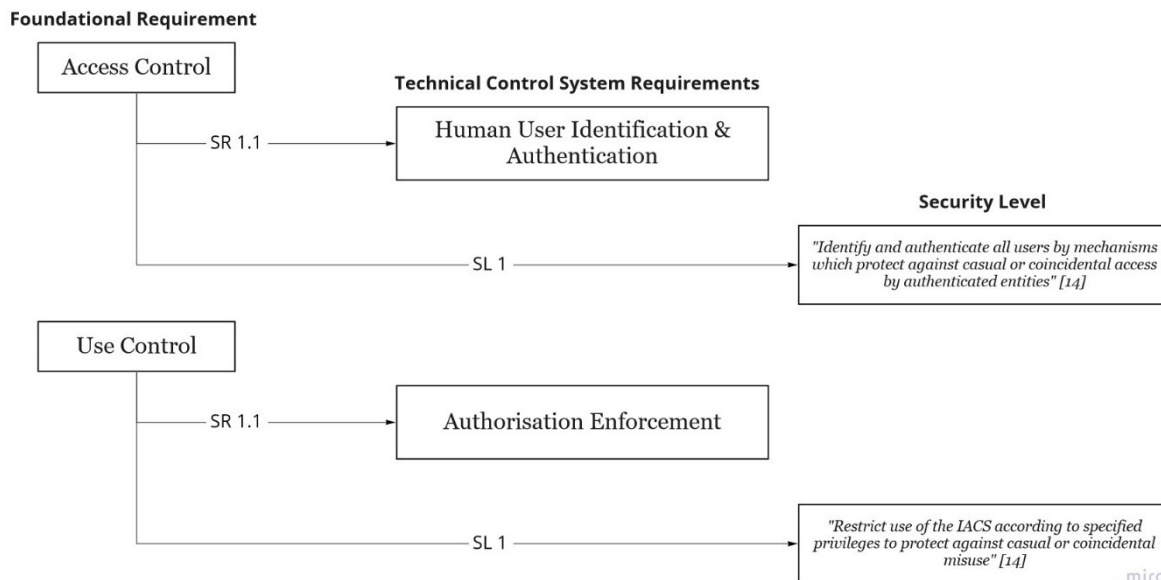 Foundational Requirement
Access Control
Technical Control System Requirements
SR 1.1
Human User Identification &
Authentication
Security Level
SL 1
"Identify and authenticate all users by mechanisms
which protect against casual or coincidental access
by authenticated entities" [14]
Use Control
SR 1.1
Authorisation Enforcement
SL 1
"Restrict use of the IACS according to specified
privileges to protect against casual or coincidental
misuse" [14]